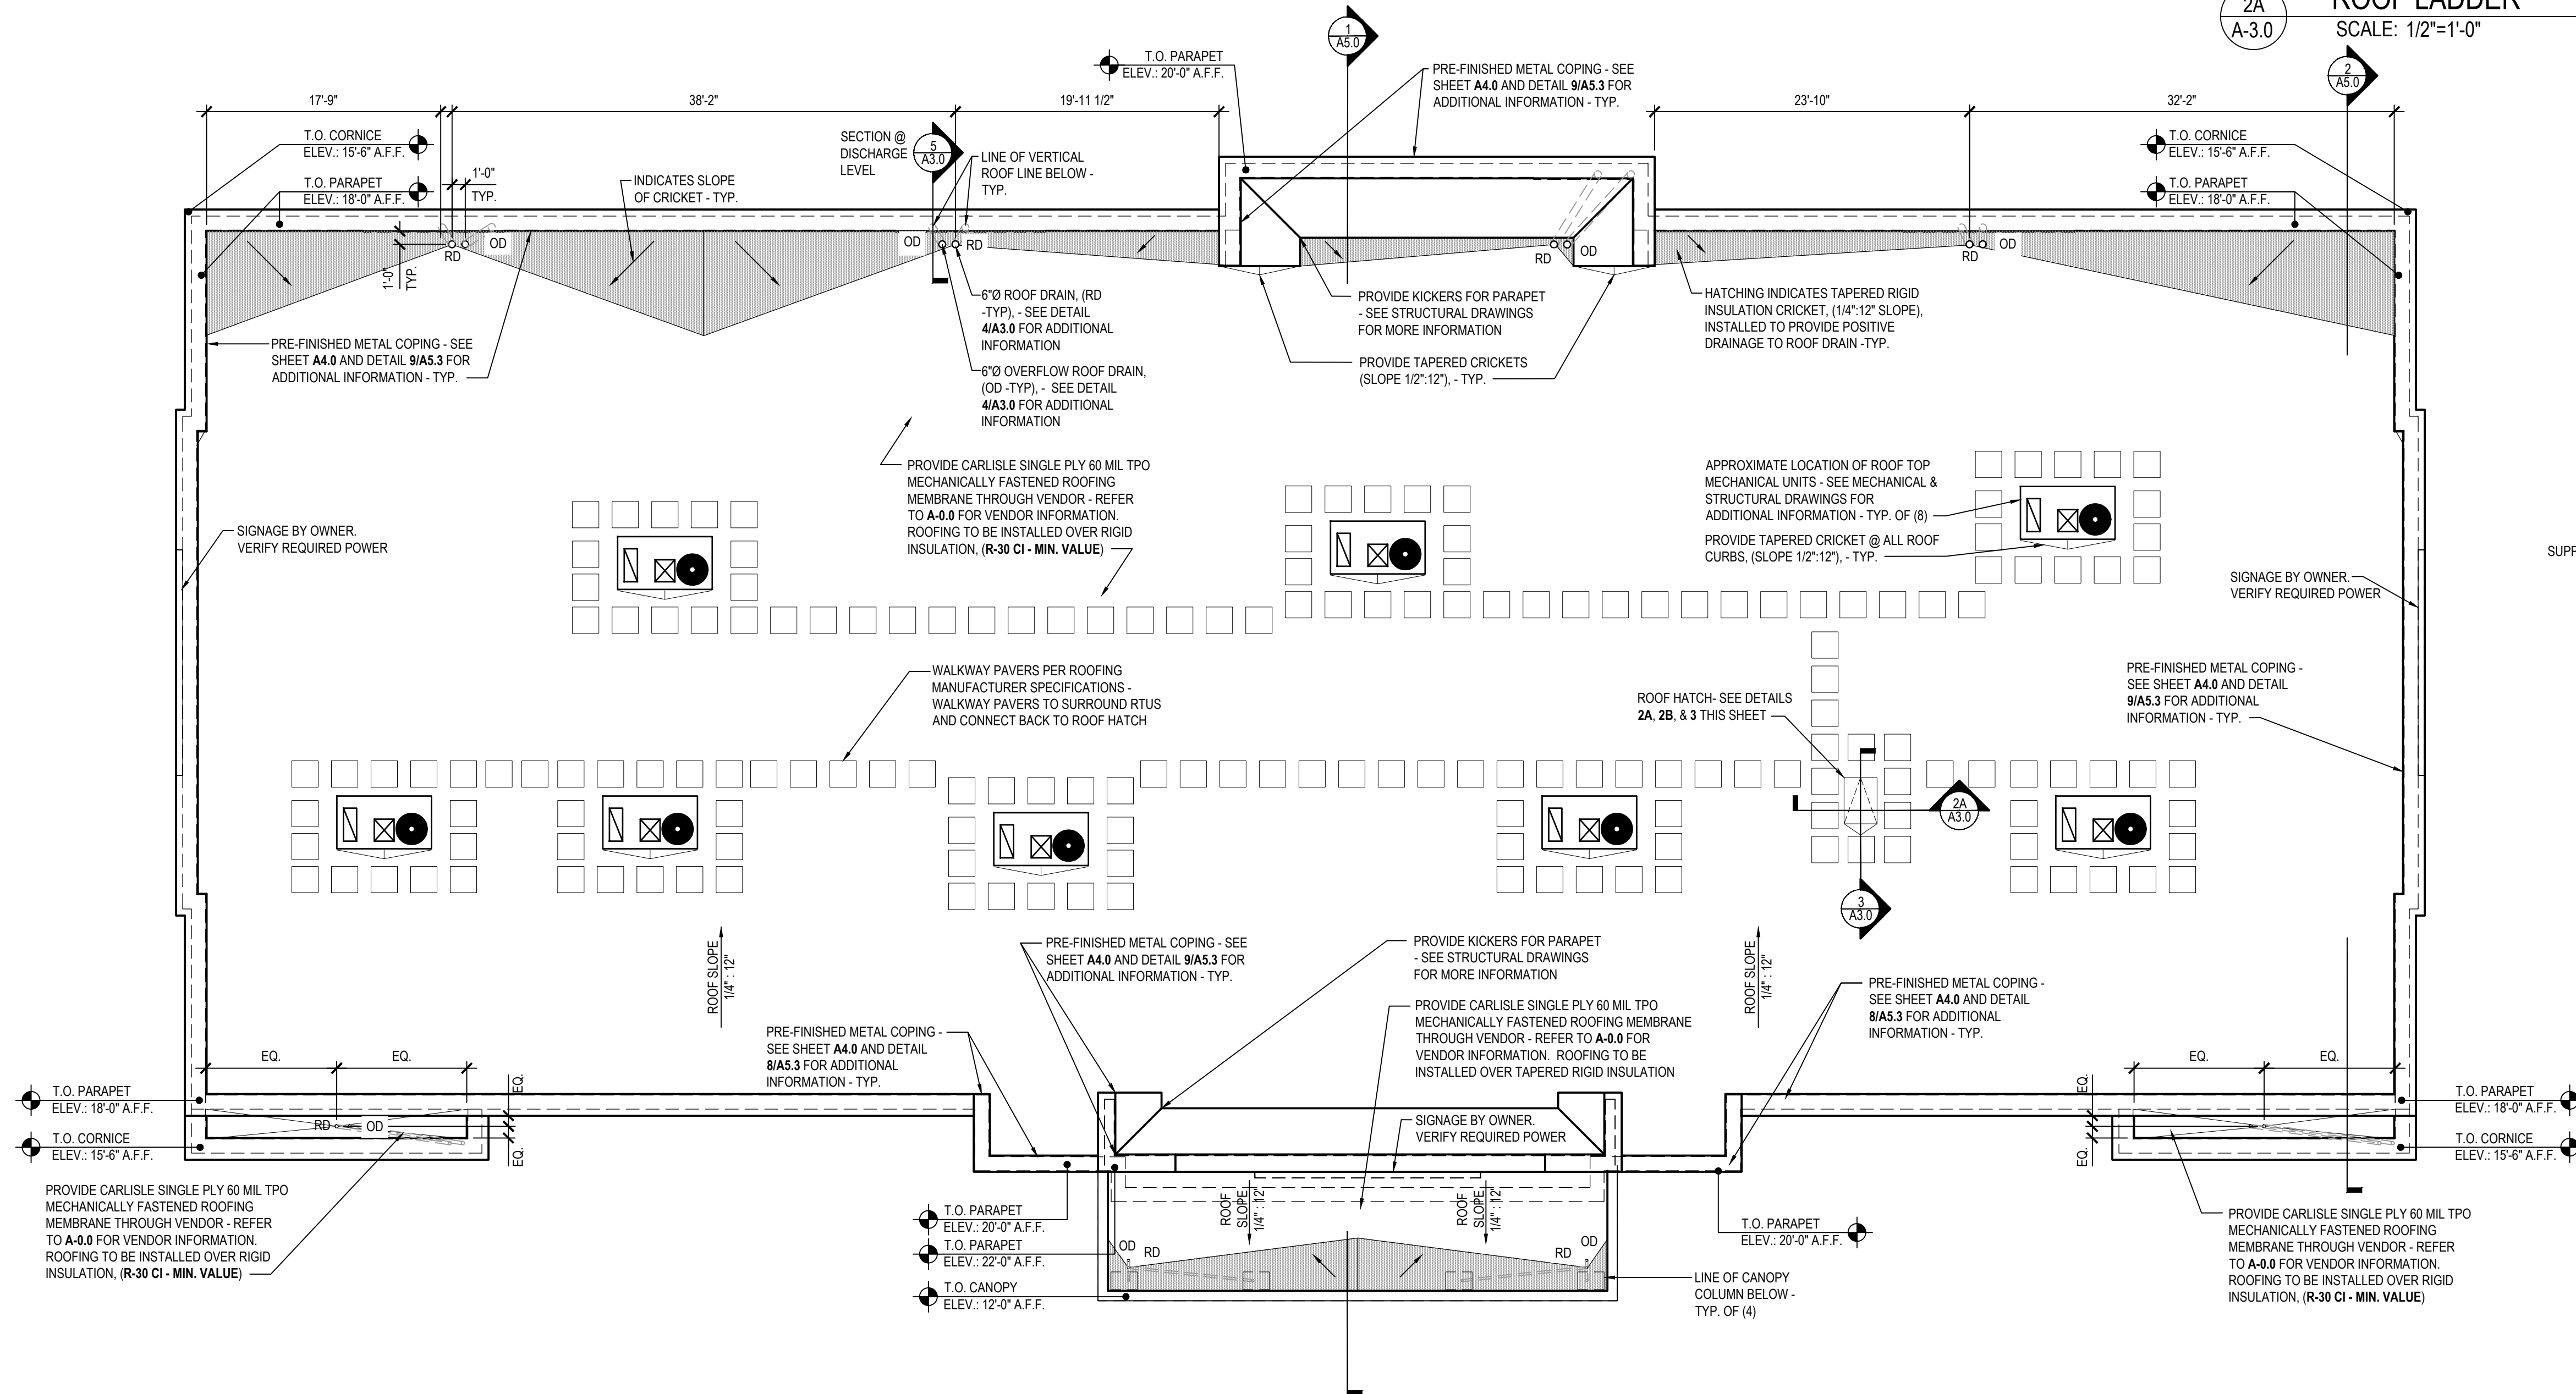 2A
A-3.0
ROOF LADDER
SCALE: 1/2"=1'-0"
1
A5.0
2
A5.0
T.O. PARAPET
ELEV.: 20'-0" A.F.F.
PRE-FINISHED METAL COPING - SEE
SHEET A4.0 AND DETAIL 9/A5.3 FOR
ADDITIONAL INFORMATION - TYP.
17'-9"
38'-2"
19'-11 1/2"
23'-10"
32'-2"
T.O. CORNICE
ELEV.: 15'-6" A.F.F.
T.O. PARAPET
ELEV.: 18'-0" A.F.F.
1'-0"
TYP.
INDICATES SLOPE
OF CRICKET - TYP.
SECTION @
DISCHARGE
LEVEL
5
A3.0
LINE OF VERTICAL
ROOF LINE BELOW -
TYP.
T.O. CORNICE
ELEV.: 15'-6" A.F.F.
T.O. PARAPET
ELEV.: 18'-0" A.F.F.
OD
RD
1'-0"
TYP.
OD
RD
RD
OD
RD
OD
6"Ø ROOF DRAIN, (RD
-TYP), - SEE DETAIL
4/A3.0 FOR ADDITIONAL
INFORMATION
6"Ø OVERFLOW ROOF DRAIN,
(OD -TYP), - SEE DETAIL
4/A3.0 FOR ADDITIONAL
INFORMATION
PROVIDE KICKERS FOR PARAPET
- SEE STRUCTURAL DRAWINGS
FOR MORE INFORMATION
PROVIDE TAPERED CRICKETS
(SLOPE 1/2":12"), - TYP.
HATCHING INDICATES TAPERED RIGID
INSULATION CRICKET, (1/4":12" SLOPE),
INSTALLED TO PROVIDE POSITIVE
DRAINAGE TO ROOF DRAIN -TYP.
PRE-FINISHED METAL COPING - SEE
SHEET A4.0 AND DETAIL 9/A5.3 FOR
ADDITIONAL INFORMATION - TYP.
PROVIDE CARLISLE SINGLE PLY 60 MIL TPO
MECHANICALLY FASTENED ROOFING
MEMBRANE THROUGH VENDOR - REFER
TO A-0.0 FOR VENDOR INFORMATION.
ROOFING TO BE INSTALLED OVER RIGID
INSULATION, (R-30 CI - MIN. VALUE)
APPROXIMATE LOCATION OF ROOF TOP
MECHANICAL UNITS - SEE MECHANICAL &
STRUCTURAL DRAWINGS FOR
ADDITIONAL INFORMATION - TYP. OF (8)
PROVIDE TAPERED CRICKET @ ALL ROOF
CURBS, (SLOPE 1/2":12"), - TYP.
SIGNAGE BY OWNER.
VERIFY REQUIRED POWER
SUPP
SIGNAGE BY OWNER.
VERIFY REQUIRED POWER
WALKWAY PAVERS PER ROOFING
MANUFACTURER SPECIFICATIONS -
WALKWAY PAVERS TO SURROUND RTUS
AND CONNECT BACK TO ROOF HATCH
ROOF HATCH- SEE DETAILS
2A, 2B, & 3 THIS SHEET
PRE-FINISHED METAL COPING -
SEE SHEET A4.0 AND DETAIL
9/A5.3 FOR ADDITIONAL
INFORMATION - TYP.
2A
A3.0
3
A3.0
ROOF SLOPE
1/4" : 12"
PRE-FINISHED METAL COPING - SEE
SHEET A4.0 AND DETAIL 9/A5.3 FOR
ADDITIONAL INFORMATION - TYP.
PROVIDE KICKERS FOR PARAPET
- SEE STRUCTURAL DRAWINGS
FOR MORE INFORMATION
ROOF SLOPE
1/4" : 12"
PRE-FINISHED METAL COPING -
SEE SHEET A4.0 AND DETAIL
8/A5.3 FOR ADDITIONAL
INFORMATION - TYP.
PROVIDE CARLISLE SINGLE PLY 60 MIL TPO
MECHANICALLY FASTENED ROOFING MEMBRANE
THROUGH VENDOR - REFER TO A-0.0 FOR
VENDOR INFORMATION. ROOFING TO BE
INSTALLED OVER TAPERED RIGID INSULATION
PRE-FINISHED METAL COPING -
SEE SHEET A4.0 AND DETAIL
8/A5.3 FOR ADDITIONAL
INFORMATION - TYP.
EQ.
EQ.
EQ.
EQ.
EQ.
EQ.
EQ.
EQ.
T.O. PARAPET
ELEV.: 18'-0" A.F.F.
T.O. CORNICE
ELEV.: 15'-6" A.F.F.
RD
OD
SIGNAGE BY OWNER.
VERIFY REQUIRED POWER
T.O. PARAPET
ELEV.: 18'-0" A.F.F.
T.O. CORNICE
ELEV.: 15'-6" A.F.F.
PROVIDE CARLISLE SINGLE PLY 60 MIL TPO
MECHANICALLY FASTENED ROOFING
MEMBRANE THROUGH VENDOR - REFER
TO A-0.0 FOR VENDOR INFORMATION.
ROOFING TO BE INSTALLED OVER RIGID
INSULATION, (R-30 CI - MIN. VALUE)
T.O. PARAPET
ELEV.: 20'-0" A.F.F.
T.O. PARAPET
ELEV.: 22'-0" A.F.F.
T.O. CANOPY
ELEV.: 12'-0" A.F.F.
ROOF
SLOPE
1/4" : 12"
ROOF
SLOPE
1/4" : 12"
OD
RD
RD
OD
T.O. PARAPET
ELEV.: 20'-0" A.F.F.
LINE OF CANOPY
COLUMN BELOW -
TYP. OF (4)
PROVIDE CARLISLE SINGLE PLY 60 MIL TPO
MECHANICALLY FASTENED ROOFING
MEMBRANE THROUGH VENDOR - REFER
TO A-0.0 FOR VENDOR INFORMATION.
ROOFING TO BE INSTALLED OVER RIGID
INSULATION, (R-30 CI - MIN. VALUE)